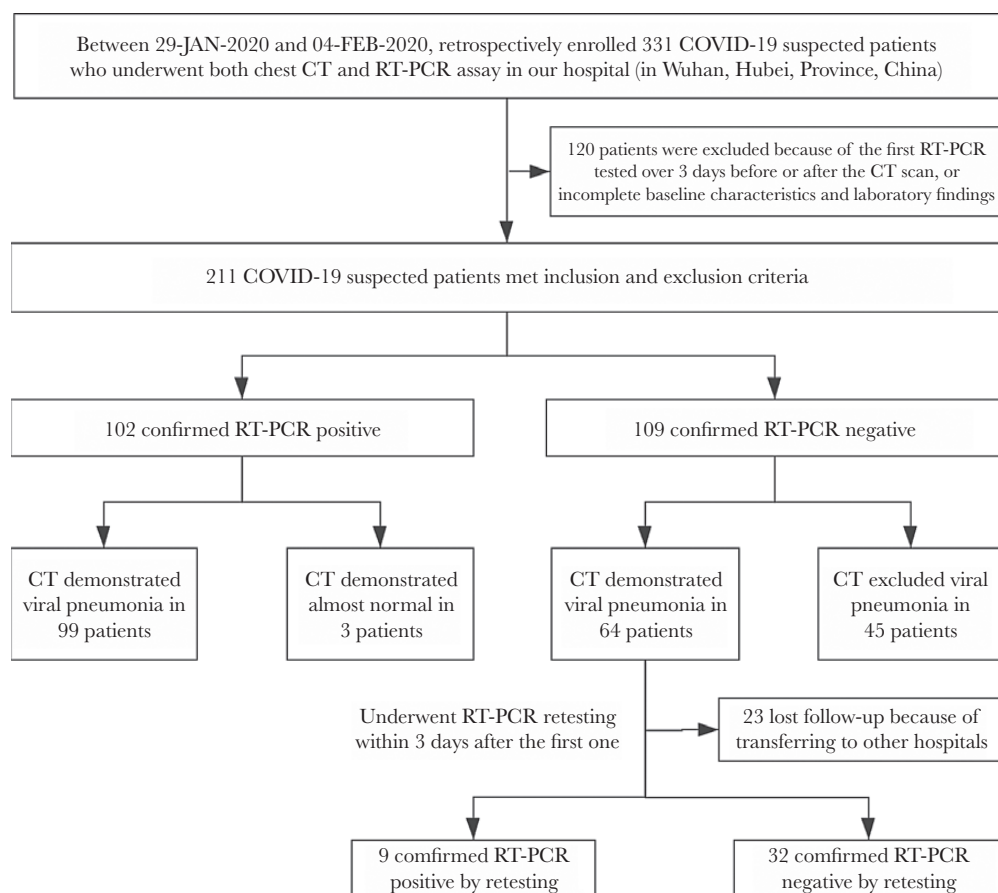 Between 29-JAN-2020 and 04-FEB-2020, retrospectively enrolled 331 COVID-19 suspected patients
who underwent both chest CT and RT-PCR assay in our hospital (in Wuhan, Hubei, Province, China)
120 patients were excluded because of the first RT-PCR
tested over 3 days before or after the CT scan, or
incomplete baseline characteristics and laboratory findings
211 COVID-19 suspected patients met inclusion and exclusion criteria
102 confirmed RT-PCR positive
109 confirmed RT-PCR negative
CT demonstrated
viral pneumonia in
99 patients
CT demonstrated
almost normal in
3 patients
CT demonstrated
viral pneumonia in
64 patients
CT excluded viral
pneumonia in
45 patients
Underwent RT-PCR retesting
within 3 days after the first one
23 lost follow-up because of
transferring to other hospitals
9 comfirmed RT-PCR
positive by retesting
32 comfirmed RT-PCR
negative by retesting